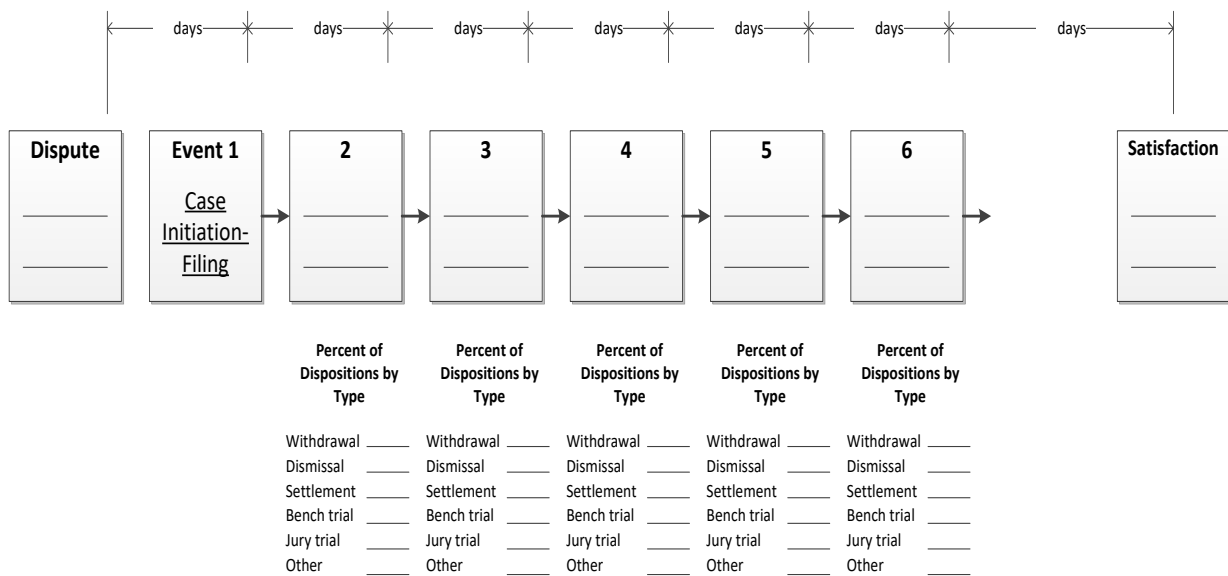 days days days days days days days
Dispute Event 1 2 3 4 5 6 Satisfaction
Case
Initiation-
Filing
Percent of Percent of Percent of Percent of Percent of
Dispositions by Dispositions by Dispositions by Dispositions by Dispositions by
Type Type Type Type Type
Withdrawal Withdrawal Withdrawal Withdrawal Withdrawal
Dismissal Dismissal Dismissal Dismissal Dismissal
Settlement Settlement Settlement Settlement Settlement
Bench trial Bench trial Bench trial Bench trial Bench trial
Jury trial Jury trial Jury trial Jury trial Jury trial
Other Other Other Other Other